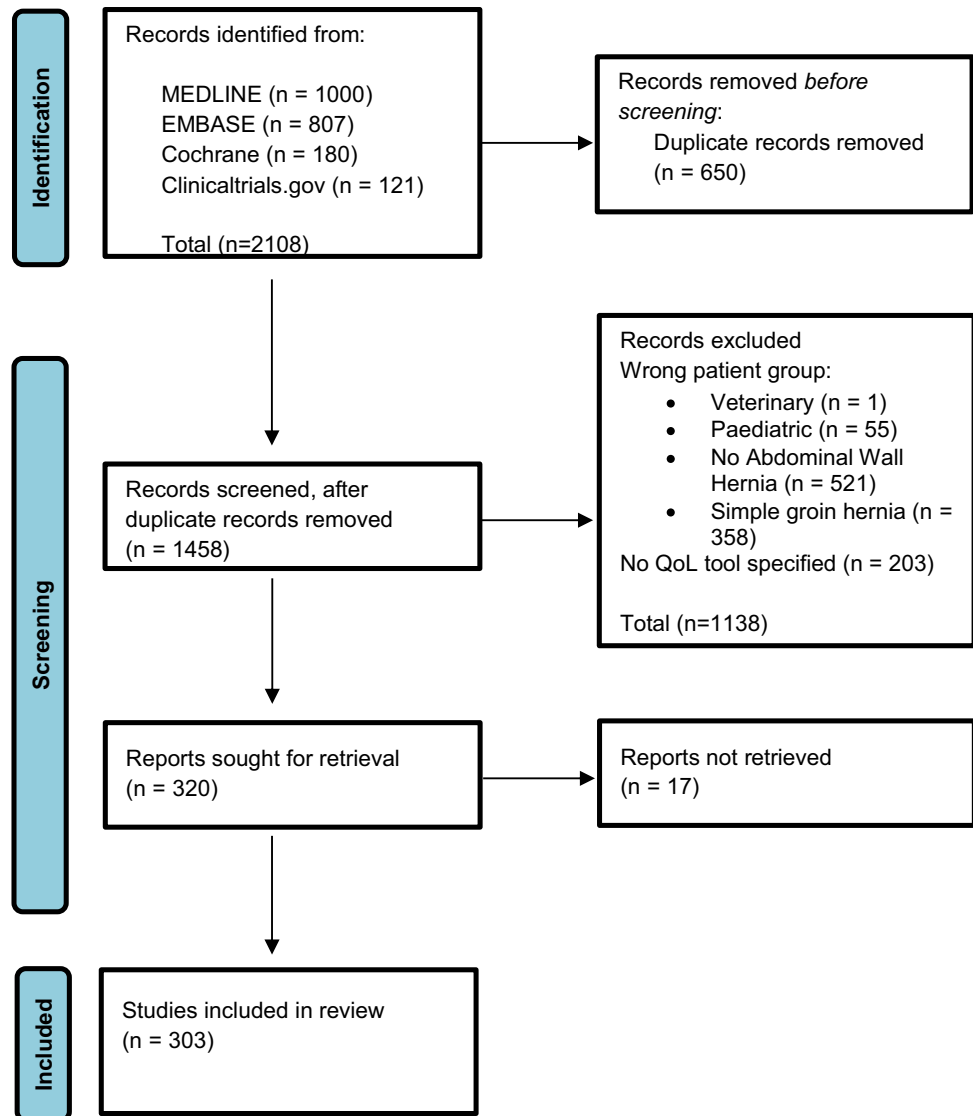 Identification
Records identified from:
MEDLINE (n = 1000)
EMBASE (n = 807)
Cochrane (n = 180)
Clinicaltrials.gov (n = 121)
Total (n=2108)
Records removed before
screening:
Duplicate records removed
(n = 650)
Screening
Records screened, after
duplicate records removed
(n = 1458)
Records excluded
Wrong patient group:
• Veterinary (n = 1)
• Paediatric (n = 55)
• No Abdominal Wall
Hernia (n = 521)
• Simple groin hernia (n =
358)
No QoL tool specified (n = 203)
Total (n=1138)
Reports sought for retrieval
(n = 320)
Reports not retrieved
(n = 17)
Included
Studies included in review
(n = 303)